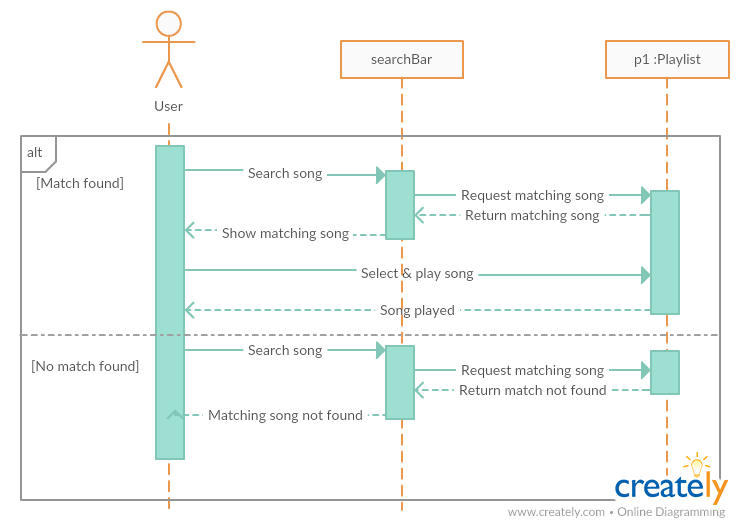 searchBar
p1 :Playlist
User
alt
[Match found]
Search song
Request matching song
Return matching song
Show matching song
Select & play song
Song played
[No match found]
Search song
Request matching song
Return match not found
Matching song not found
creately
www.creately.com • Online Diagramming